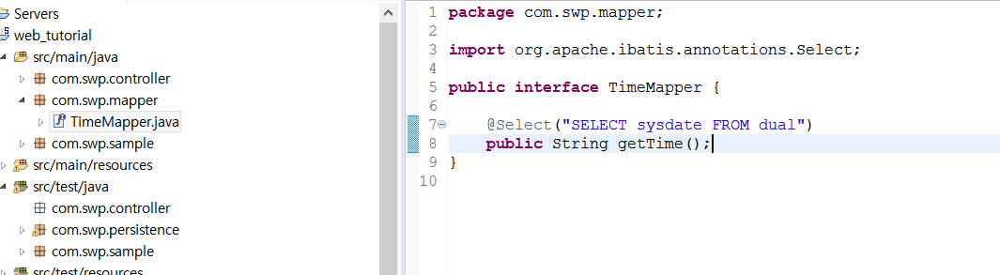 Servers
web_tutorial
src/main/java
com.swp.controller
com.swp.mapper
TimeMapper.java
com.swp.sample
src/main/resources
src/test/java
com.swp.controller
com.swp.persistence
com.swp.sample
src/test/resources
1 package com.swp.mapper;
2
3 import org.apache.ibatis.annotations.Select;
4
5 public interface TimeMapper {
6
7 @Select("SELECT sysdate FROM dual")
8 public String getTime();
9 }
10